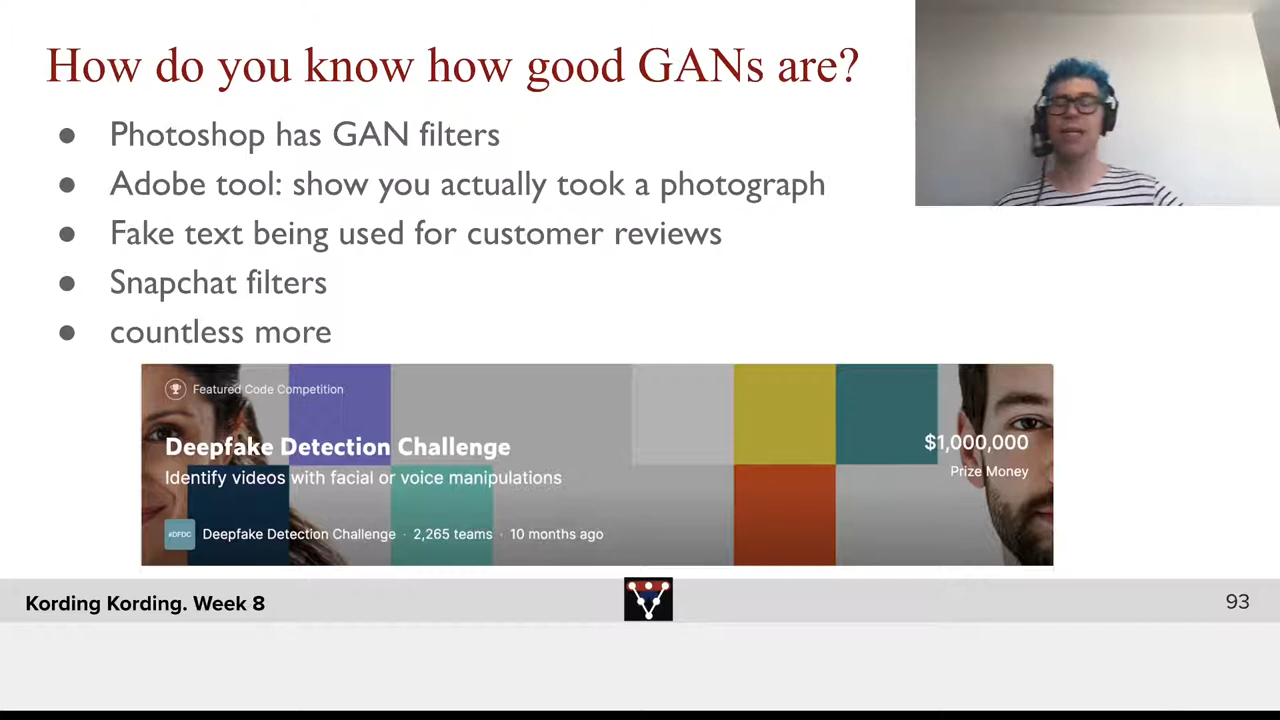 How do you know how good GANs are?
● Photoshop has GAN filters
● Adobe tool: show you actually took a photograph
● Fake text being used for customer reviews
● Snapchat filters
● countless more
Featured Code Competition
Deepfake Detection Challenge
$1,000,000
Identify videos with facial or voice manipulations
Prize Money
#DFDC
Deepfake Detection Challenge · 2,265 teams · 10 months ago
Kording Kording. Week 8
93